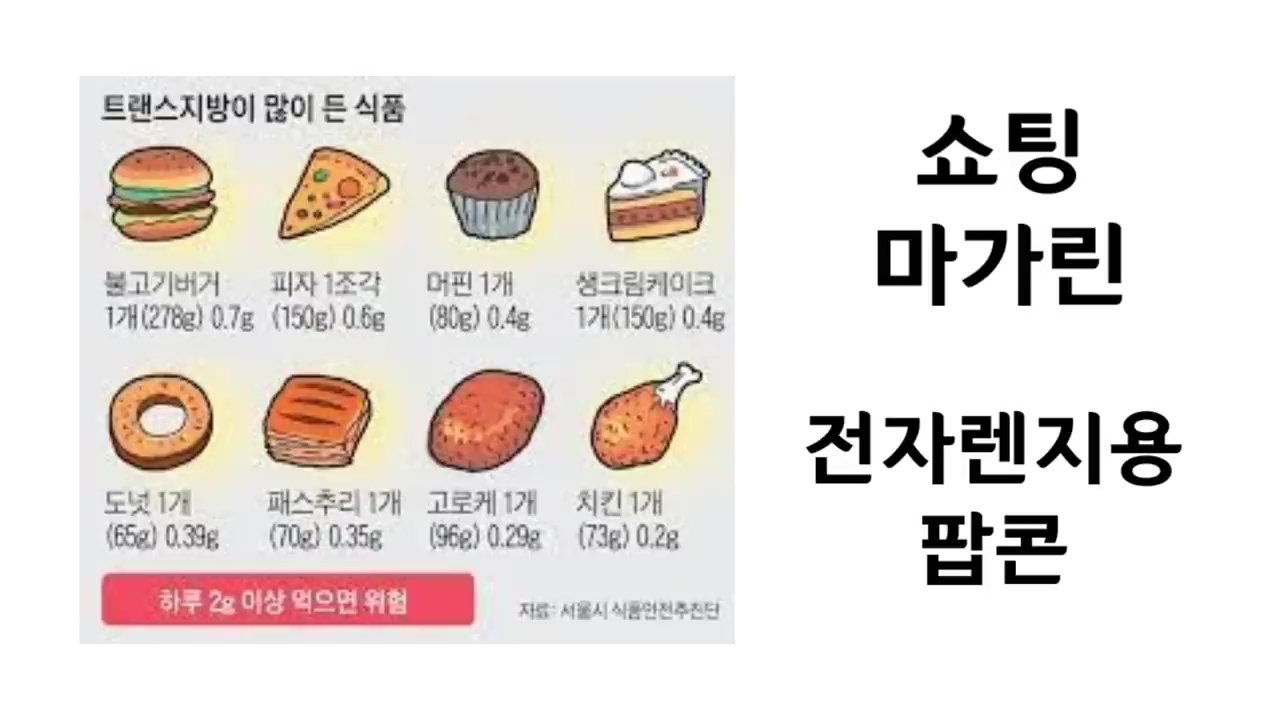 트랜스지방이 많이 든 식품
불고기버거
1개(278g) 0.7g
피자 1조각
(150g) 0.6g
머핀 1개
(80g) 0.4g
생크림케이크
1개(150g) 0.4g
도넛 1개
(65g) 0.39g
패스추리 1개
(70g) 0.35g
고로케 1개
(96g) 0.29g
치킨 1개
(73g) 0.2g
하루 2g 이상 먹으면 위험
자료: 서울시 식품안전추진단
쇼팅
마가린
전자렌지용
팝콘